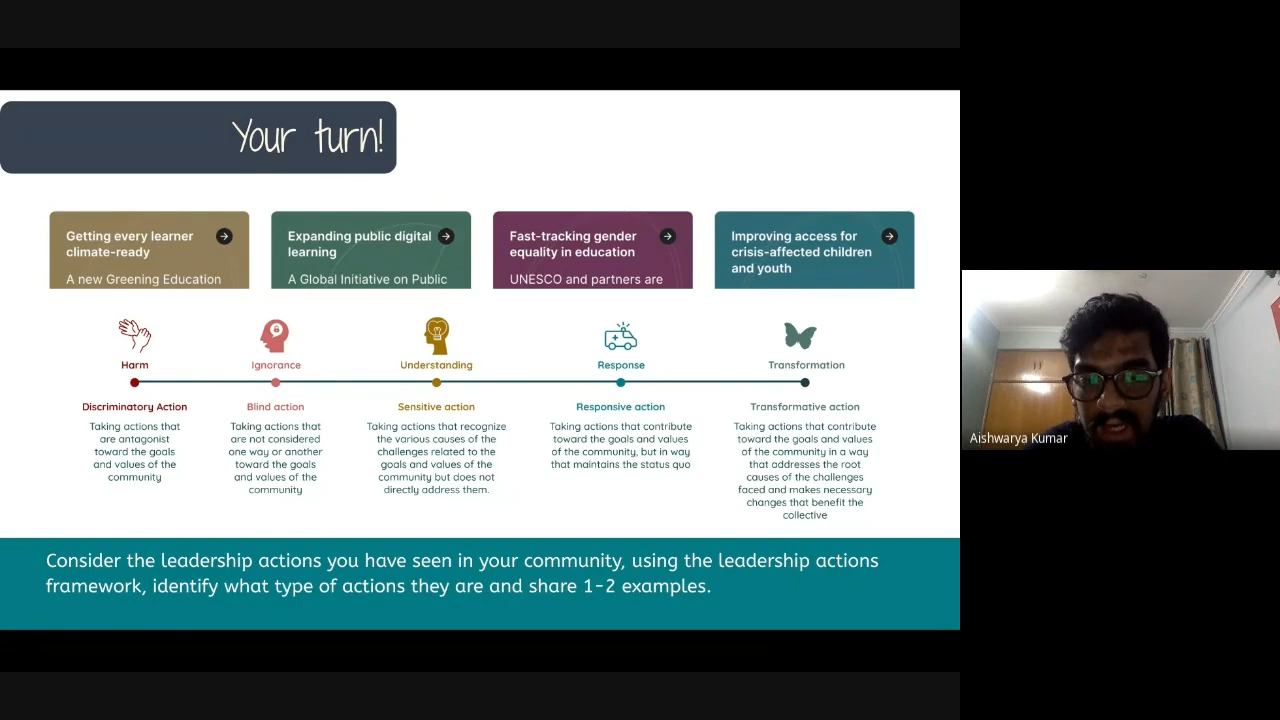 Your turn!
Getting every learner
climate-ready
A new Greening Education
Expanding public digital
learning
A Global Initiative on Public
Fast-tracking gender
equality in education
UNESCO and partners are
Improving access for
crisis-affected children
and youth
Harm
Ignorance
Understanding
Response
Transformation
Discriminatory Action
Taking actions that
are antagonist
toward the goals
and values of the
community
Blind action
Taking actions that
are not considered
one way or another
toward the goals
and values of the
community
Sensitive action
Taking actions that recognize
the various causes of the
challenges related to the
goals and values of the
community but does not
directly address them.
Responsive action
Taking actions that contribute
toward the goals and values
of the community, but in way
that maintains the status quo
Transformative action
Taking actions that contribute
toward the goals and values
of the community in a way
that addresses the root
causes of the challenges
faced and makes necessary
changes that benefit the
collective
Consider the leadership actions you have seen in your community, using the leadership actions
framework, identify what type of actions they are and share 1-2 examples.
Aishwarya Kumar